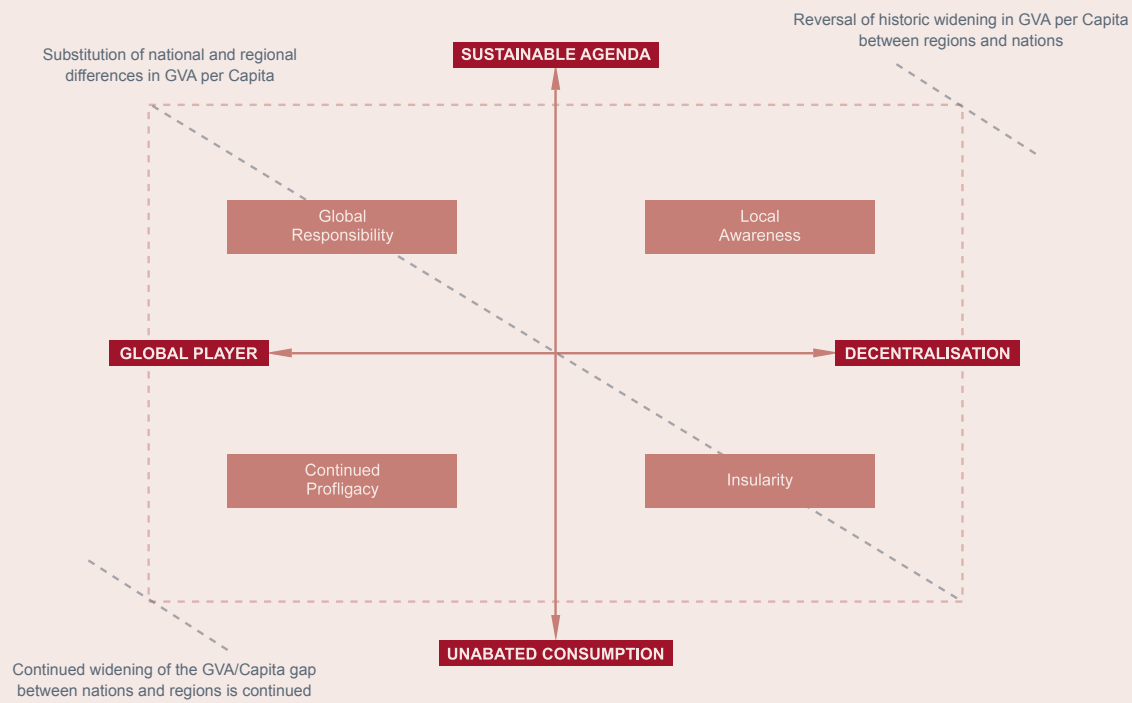 Reversal of historic widening in GVA per Capita
between regions and nations
Substitution of national and regional
differences in GVA per Capita
SUSTAINABLE AGENDA
Global
Responsibility
Local
Awareness
GLOBAL PLAYER
DECENTRALISATION
Continued
Profligacy
Insularity
UNABATED CONSUMPTION
Continued widening of the GVA/Capita gap
between nations and regions is continued